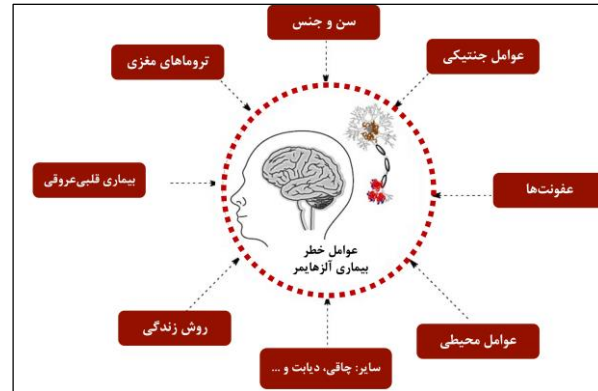 سن و جنس
عوامل جنتیکی
تروماهای مغزی
عفونت‌ها
بیماری قلبی‌عروقی
عوامل خطر
بیماری آلزهایمر
عوامل محیطی
روش زندگی
سایر: چاقی، دیابت و ...